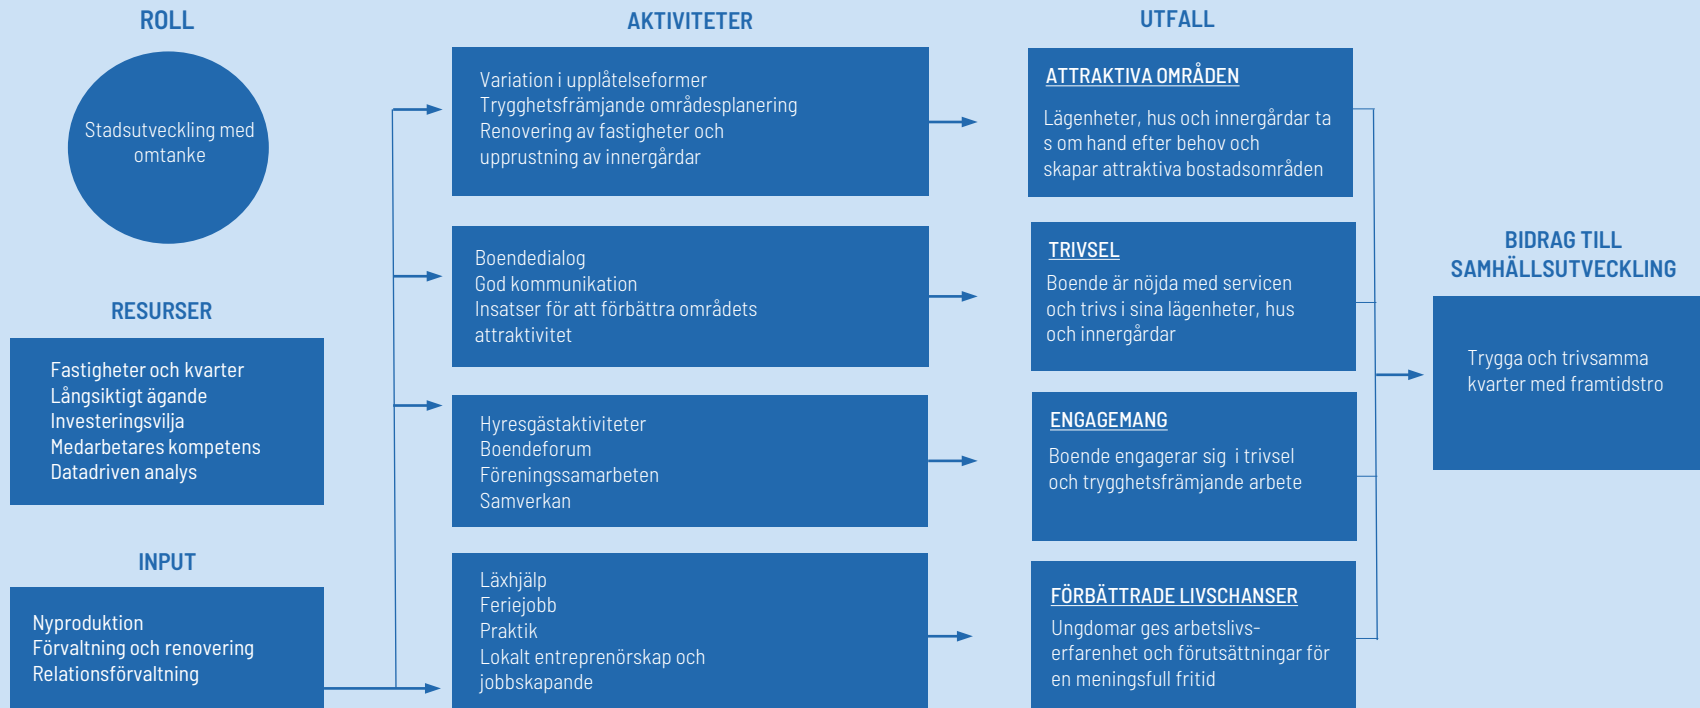 ROLL
Stadsutveckling med
omtanke
RESURSER
Fastigheter och kvarter
Långsiktigt ägande
Investeringsvilja
Medarbetares kompetens
Datadriven analys
INPUT
Nyproduktion
Förvaltning och renovering
Relationsförvaltning
AKTIVITETER
Variation i upplåtelseformer
Trygghetsfrämjande områdesplanering
Renovering av fastigheter och
upprustning av innergårdar
Boendedialog
God kommunikation
Insatser för att förbättra områdets
attraktivitet
Hyresgästaktiviteter
Boendeforum
Föreningssamarbeten
Samverkan
Läxhjälp
Feriejobb
Praktik
Lokalt entreprenörskap och
jobbskapande
UTFALL
ATTRAKTIVA OMRÅDEN
Lägenheter, hus och innergårdar ta
s om hand efter behov och
skapar attraktiva bostadsområden
TRIVSEL
Boende är nöjda med servicen
och trivs i sina lägenheter, hus
och innergårdar
ENGAGEMANG
Boende engagerar sig i trivsel
och trygghetsfrämjande arbete
FÖRBÄTTRADE LIVSCHANSER
Ungdomar ges arbetslivs-
erfarenhet och förutsättningar för
en meningsfull fritid
BIDRAG TILL
SAMHÄLLSUTVECKLING
Trygga och trivsamma
kvarter med framtidstro